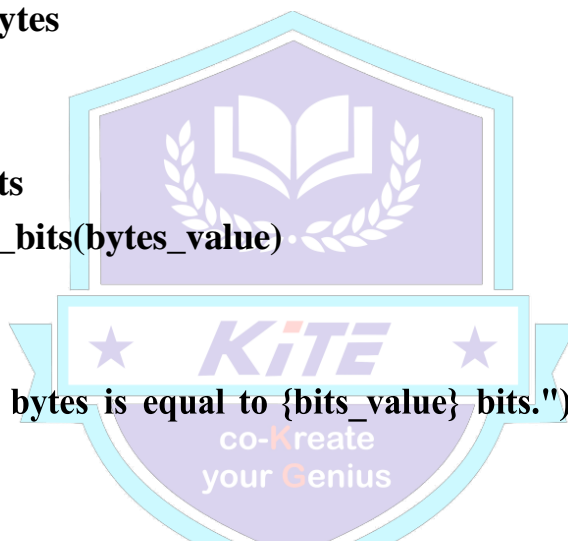 ytes
ts
_bits(bytes_value)
KiTE
bytes is equal to {bits_value} bits.")
co-Kreate
your Genius